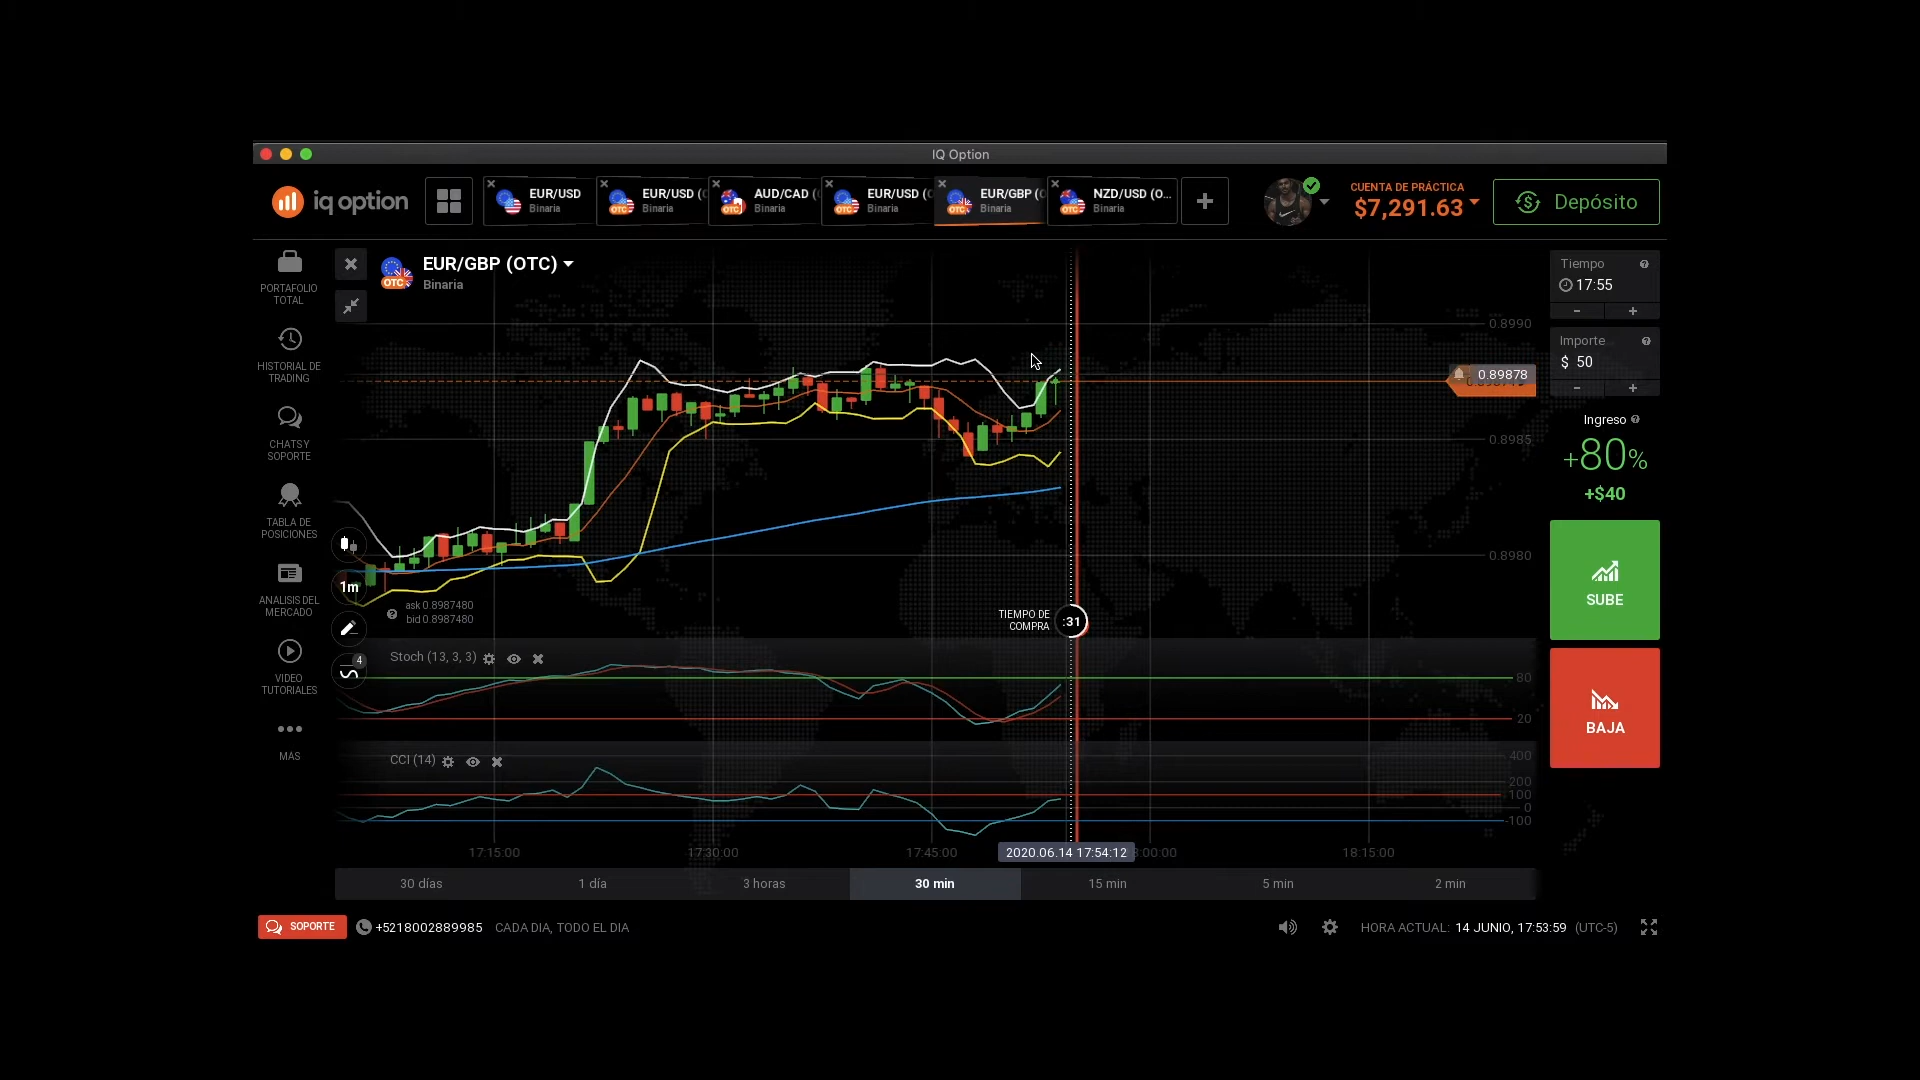 IQ Option
iq option
EUR/USD
Binaria
EUR/USD (
Binaria
AUD/CAD (
Binaria
EUR/USD (
Binaria
EUR/GBP (
Binaria
NZD/USD (O...
Binaria
CUENTA DE PRÁCTICA
$7,291.63
Depósito
PORTAFOLIO
TOTAL
HISTORIAL DE
TRADING
CHATS Y
SOPORTE
TABLA DE
POSICIONES
ANALISIS DEL
MERCADO
VIDEO
TUTORIALES
MAS
EUR/GBP (OTC)
Binaria
OTC
0.8990
0.89878
0.8985
0.8980
1m
4
ask 0.8987480
bid 0.8987480
TIEMPO DE
COMPRA
:31
Stoch (13, 3, 3)
80
20
CCI (14)
400
200
100
0
-100
17:15:00
17:30:00
17:45:00
2020.06.14 17:54:12
18:15:00
30 días
1 día
3 horas
30 min
15 min
5 min
2 min
Tiempo
17:55
- +
Importe
$ 50
- +
Ingreso
+80%
+$40
SUBE
BAJA
SOPORTE
+5218002889985
CADA DIA, TODO EL DIA
HORA ACTUAL: 14 JUNIO, 17:53:59 (UTC-5)